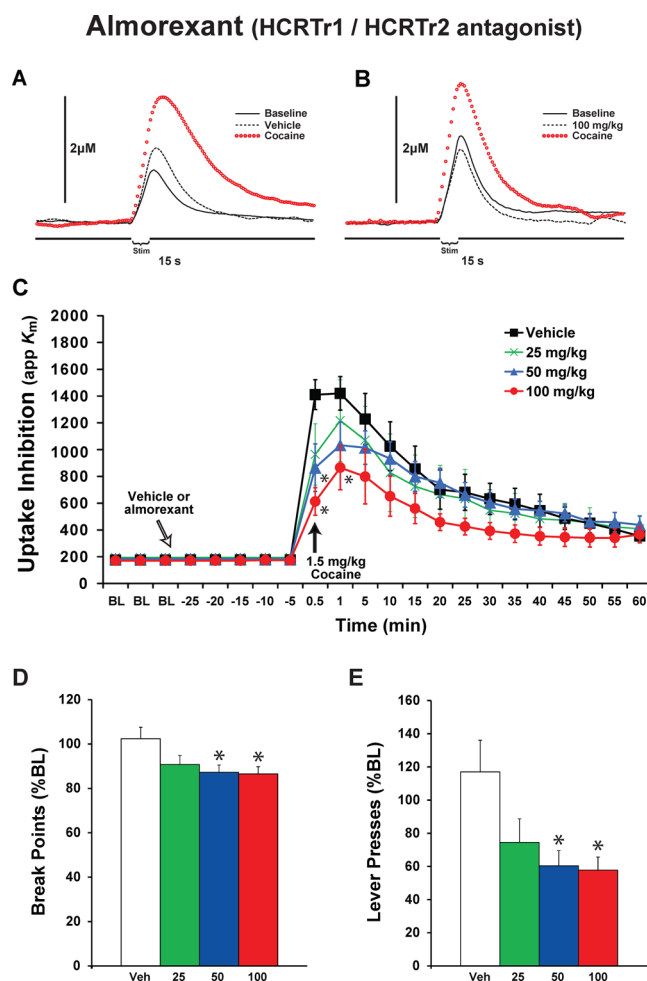 Almorexant (HCRTr1 / HCRTr2 antagonist)
A
2µM
Baseline
Vehicle
Cocaine
Stim
15 s
B
2µM
Baseline
100 mg/kg
Cocaine
Stim
15 s
C
Uptake Inhibition (app Km)
2000
1800
1600
1400
1200
1000
800
600
400
200
0
Vehicle
25 mg/kg
50 mg/kg
100 mg/kg
Vehicle or
almorexant
*
*
*
1.5 mg/kg
Cocaine
BL BL BL -25 -20 -15 -10 -5 0.5 1 5 10 15 20 25 30 35 40 45 50 55 60
Time (min)
D
Break Points (%BL)
120
100
80
60
40
20
0
* *
Veh 25 50 100
E
Lever Presses (%BL)
160
140
120
100
80
60
40
20
0
* *
Veh 25 50 100